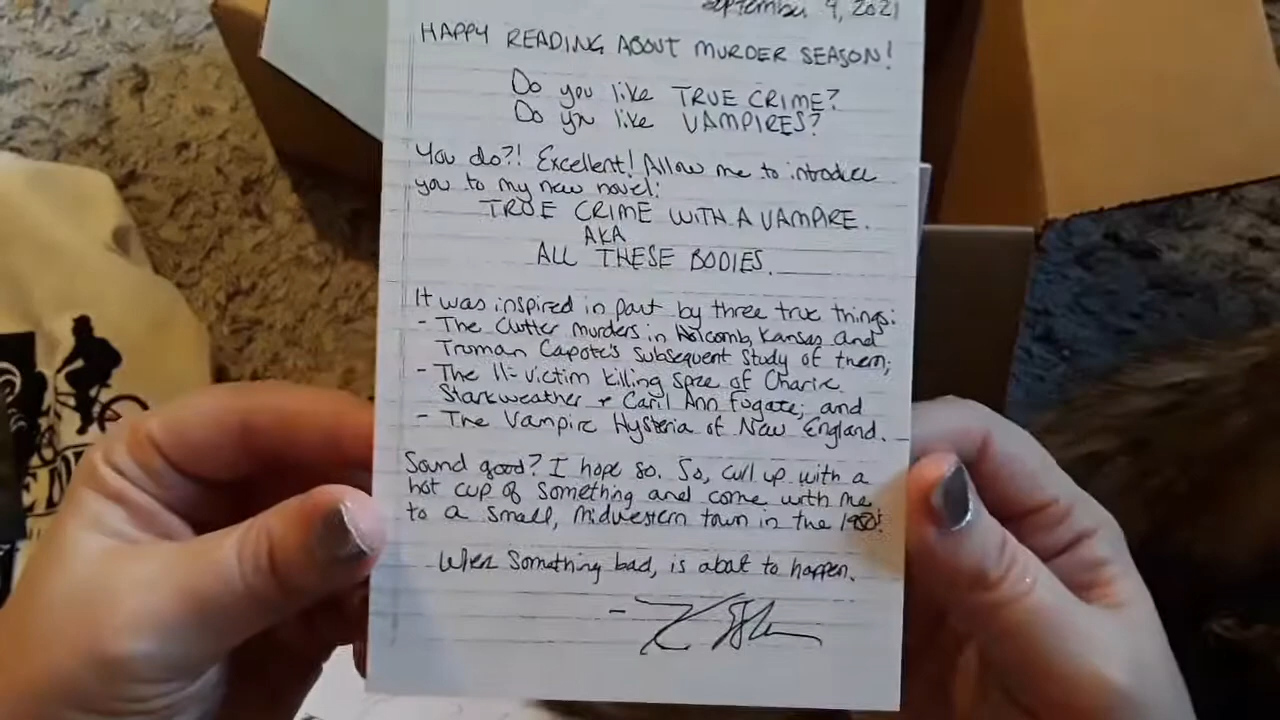 September 4, 2021
HAPPY READING ABOUT MURDER SEASON!
Do you like TRUE CRIME?
Do you like VAMPIRES?
You do?! Excellent! Allow me to introduce
you to my new novel:
TRUE CRIME WITH A VAMPIRE.
AKA
ALL THESE BODIES.
It was inspired in part by three true things:
- The Clutter murders in Holcomb, Kansas and
Truman Capote's subsequent study of them;
- The 11-victim killing spree of Charlie
Starkweather + Caril Ann Fugate; and
- The Vampire Hysteria of New England.
Sound good? I hope so. So, curl up with a
hot cup of something and come with me
to a small, midwestern town in the
When something bad, is about to happen.